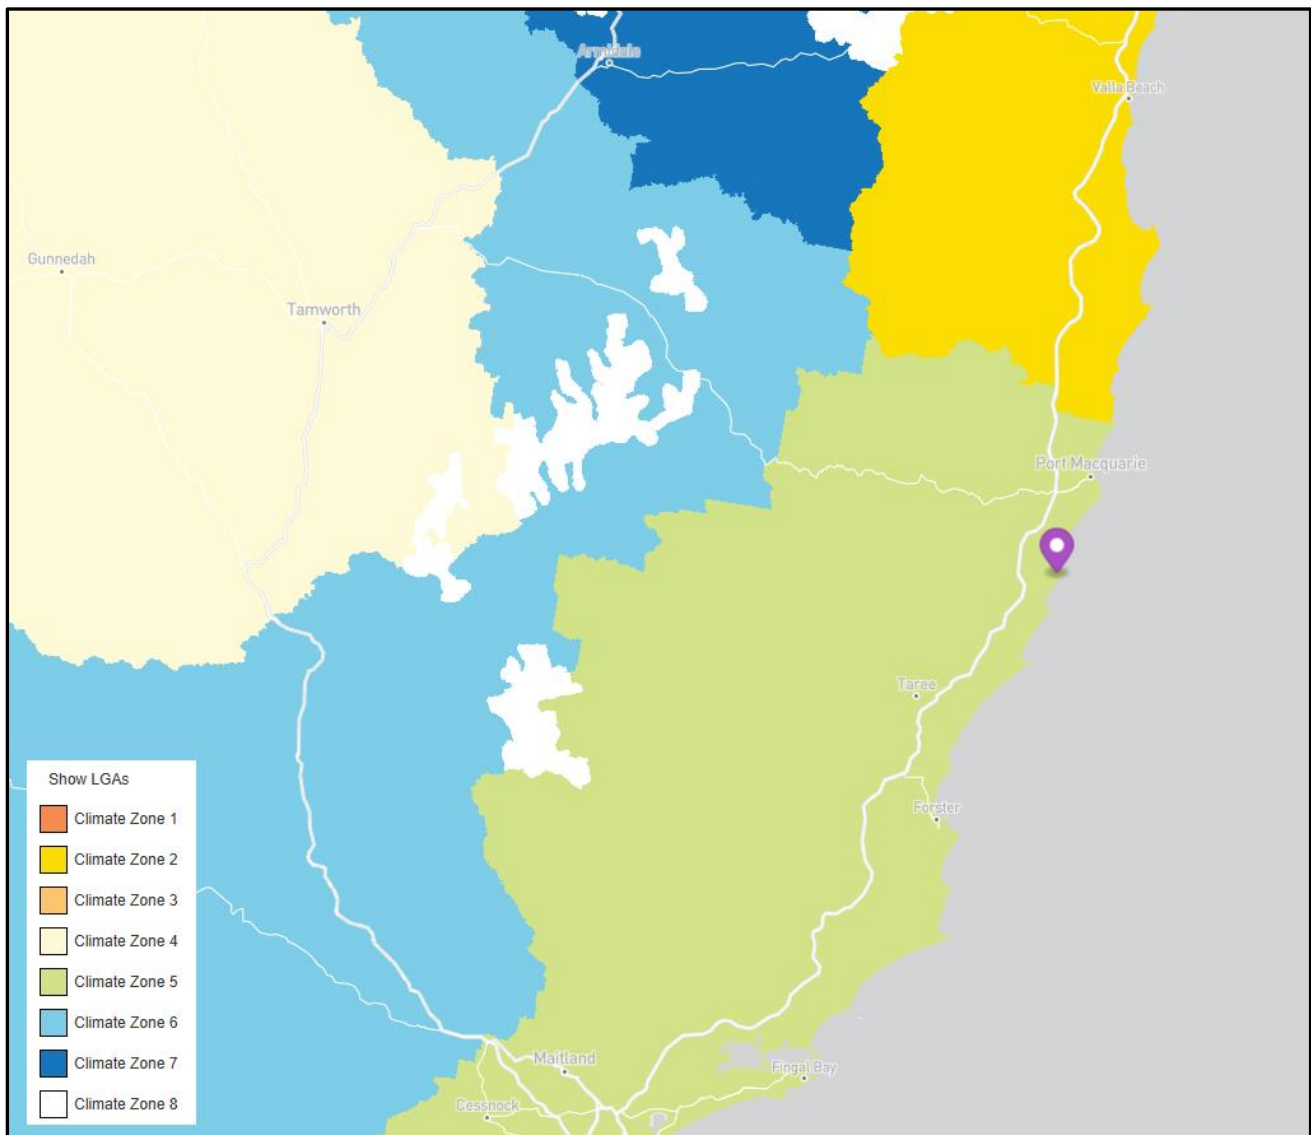 Armidale
Valla Beach
Gunnedah
Tamworth
Port Macquarie
Taree
Forster
Maitland
Fingal Bay
Cessnock
Show LGAs
Climate Zone 1
Climate Zone 2
Climate Zone 3
Climate Zone 4
Climate Zone 5
Climate Zone 6
Climate Zone 7
Climate Zone 8